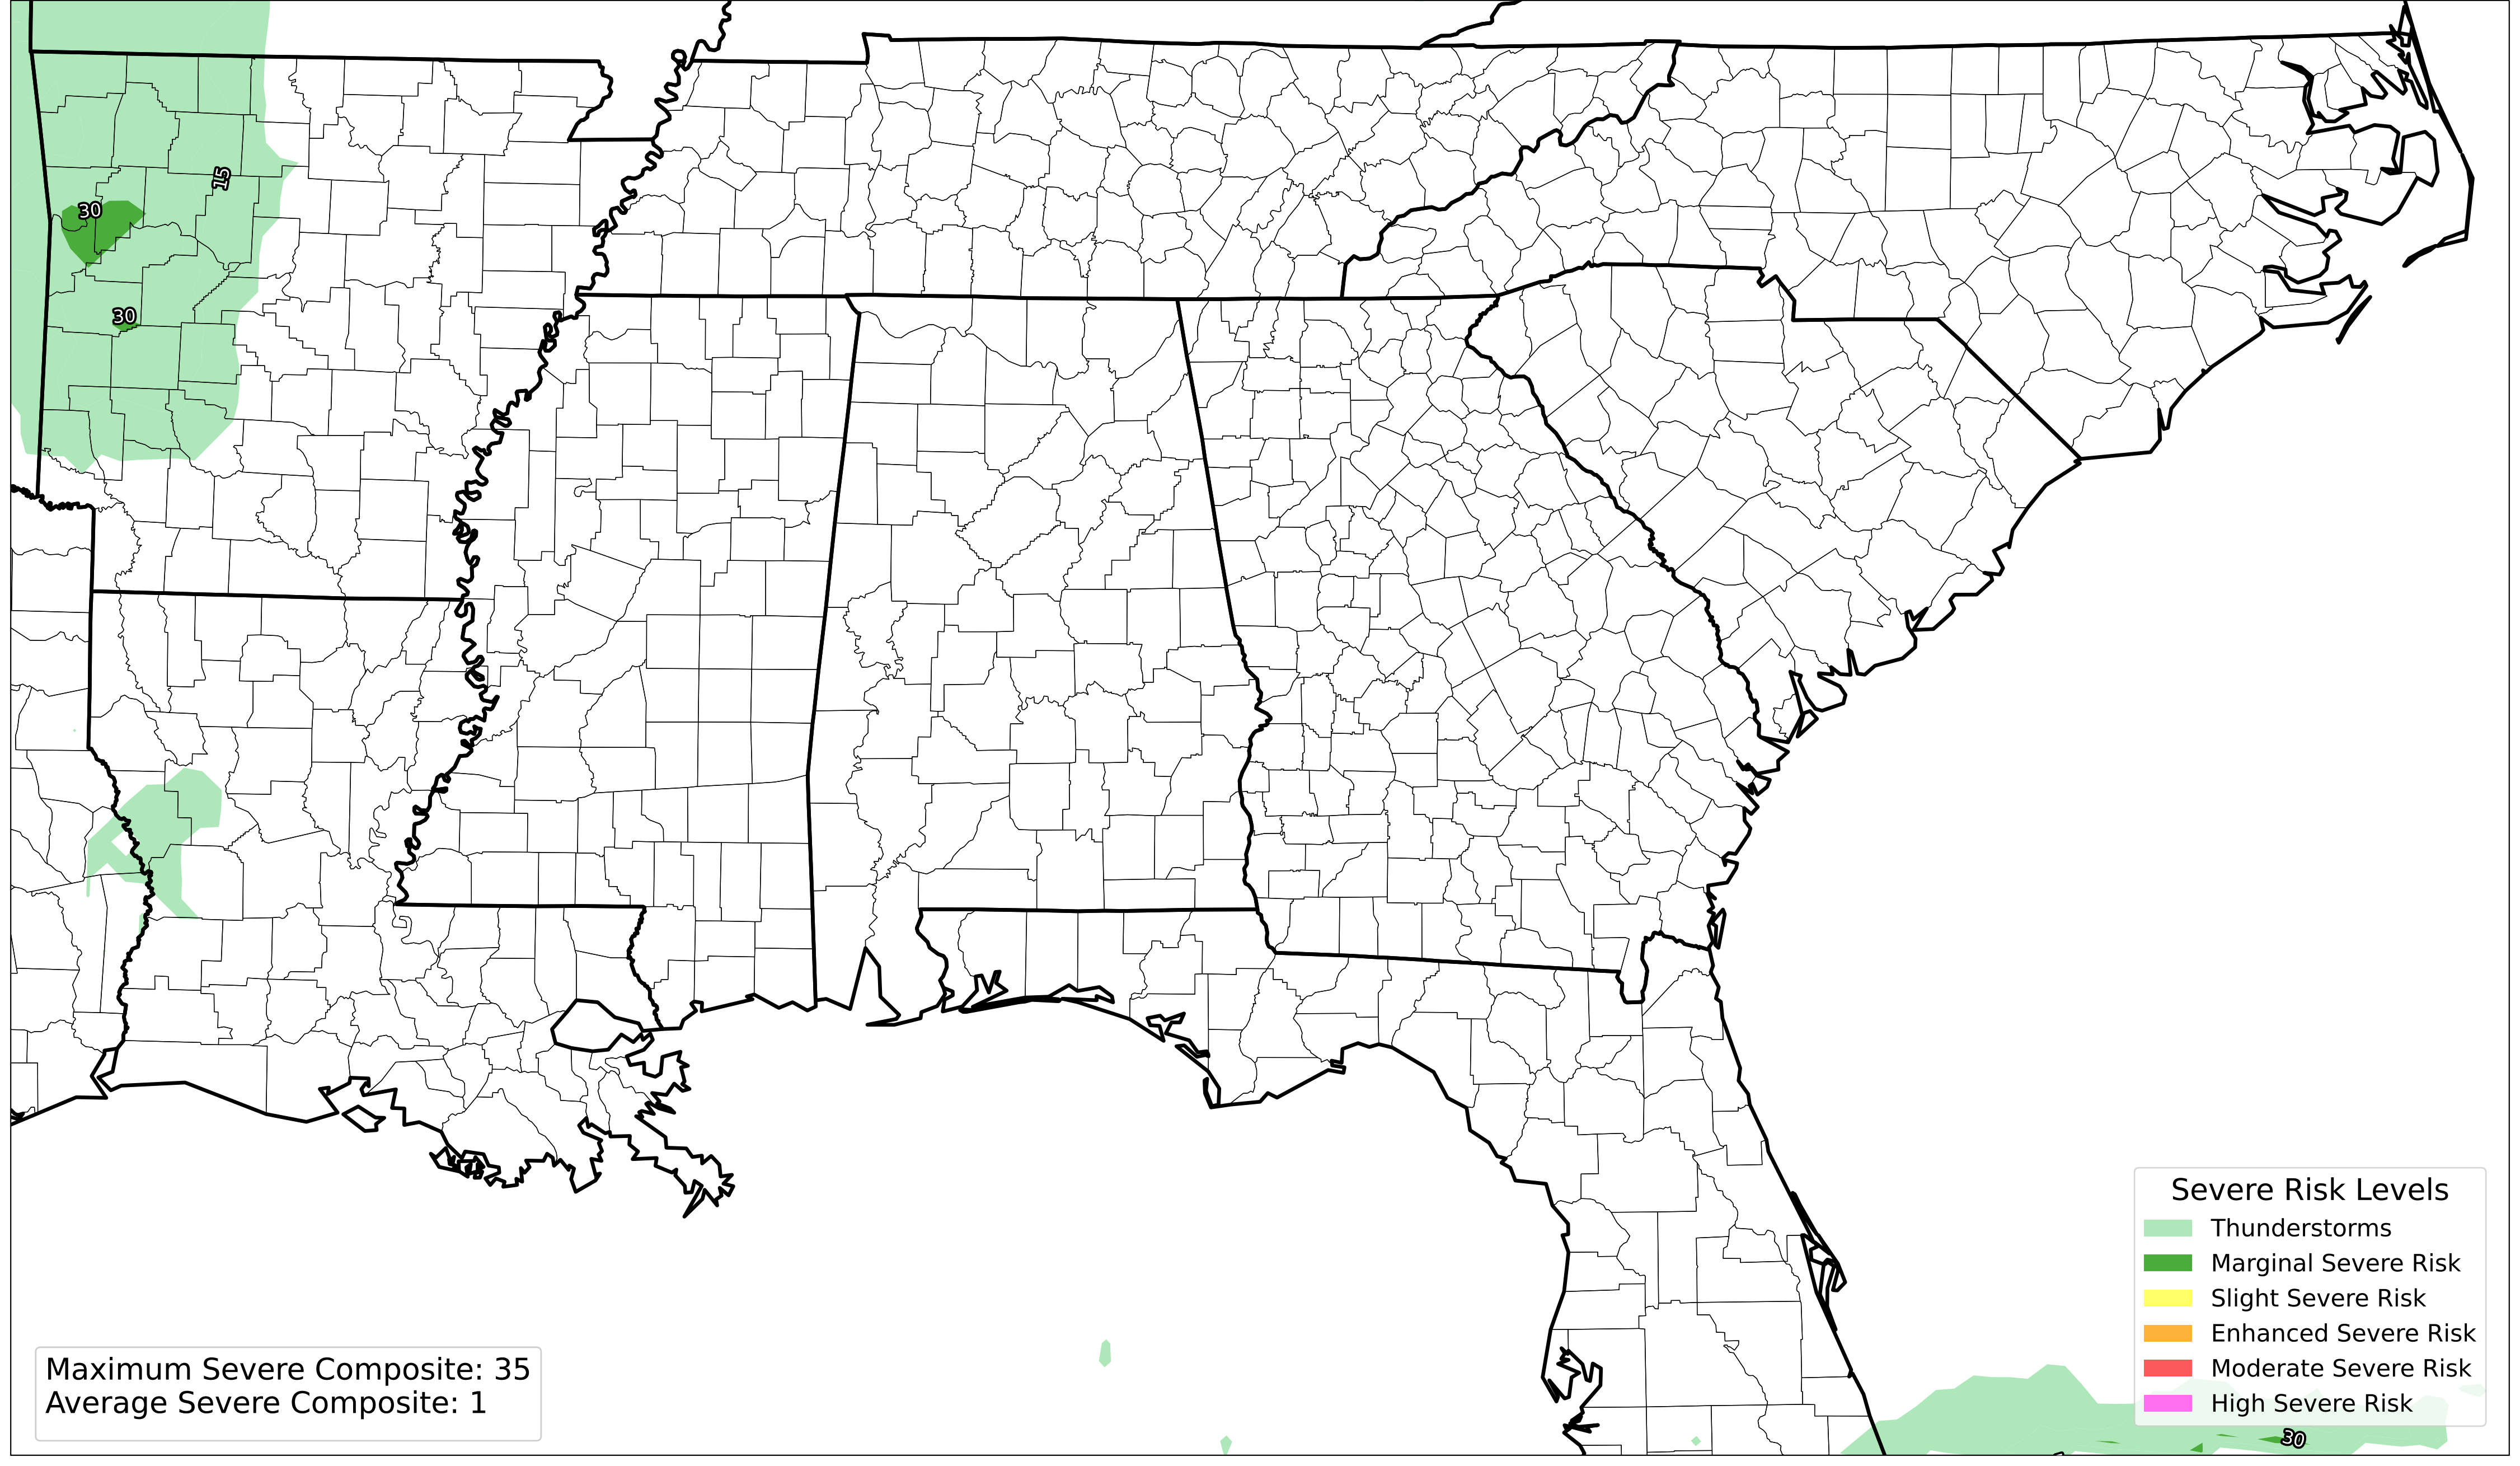 15
30
30
Severe Risk Levels
Thunderstorms
Marginal Severe Risk
Slight Severe Risk
Enhanced Severe Risk
Moderate Severe Risk
High Severe Risk
Maximum Severe Composite: 35
Average Severe Composite: 1
30